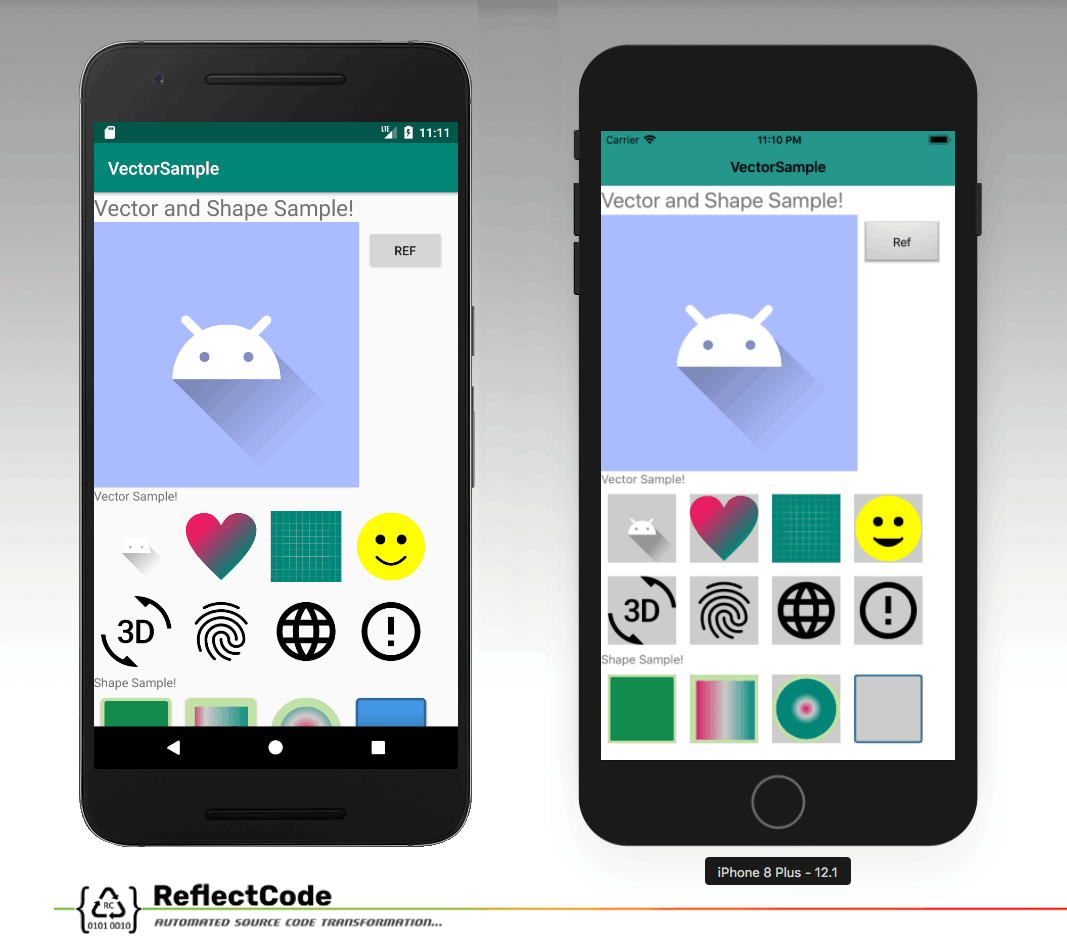 LTE 11:11
VectorSample
Vector and Shape Sample!
REF
Vector Sample!
3D
Shape Sample!
Carrier 11:10 PM
VectorSample
Vector and Shape Sample!
Ref
Vector Sample!
3D
Shape Sample!
iPhone 8 Plus - 12.1
RC
0101 0010
ReflectCode
AUTOMATED SOURCE CODE TRANSFORMATION...